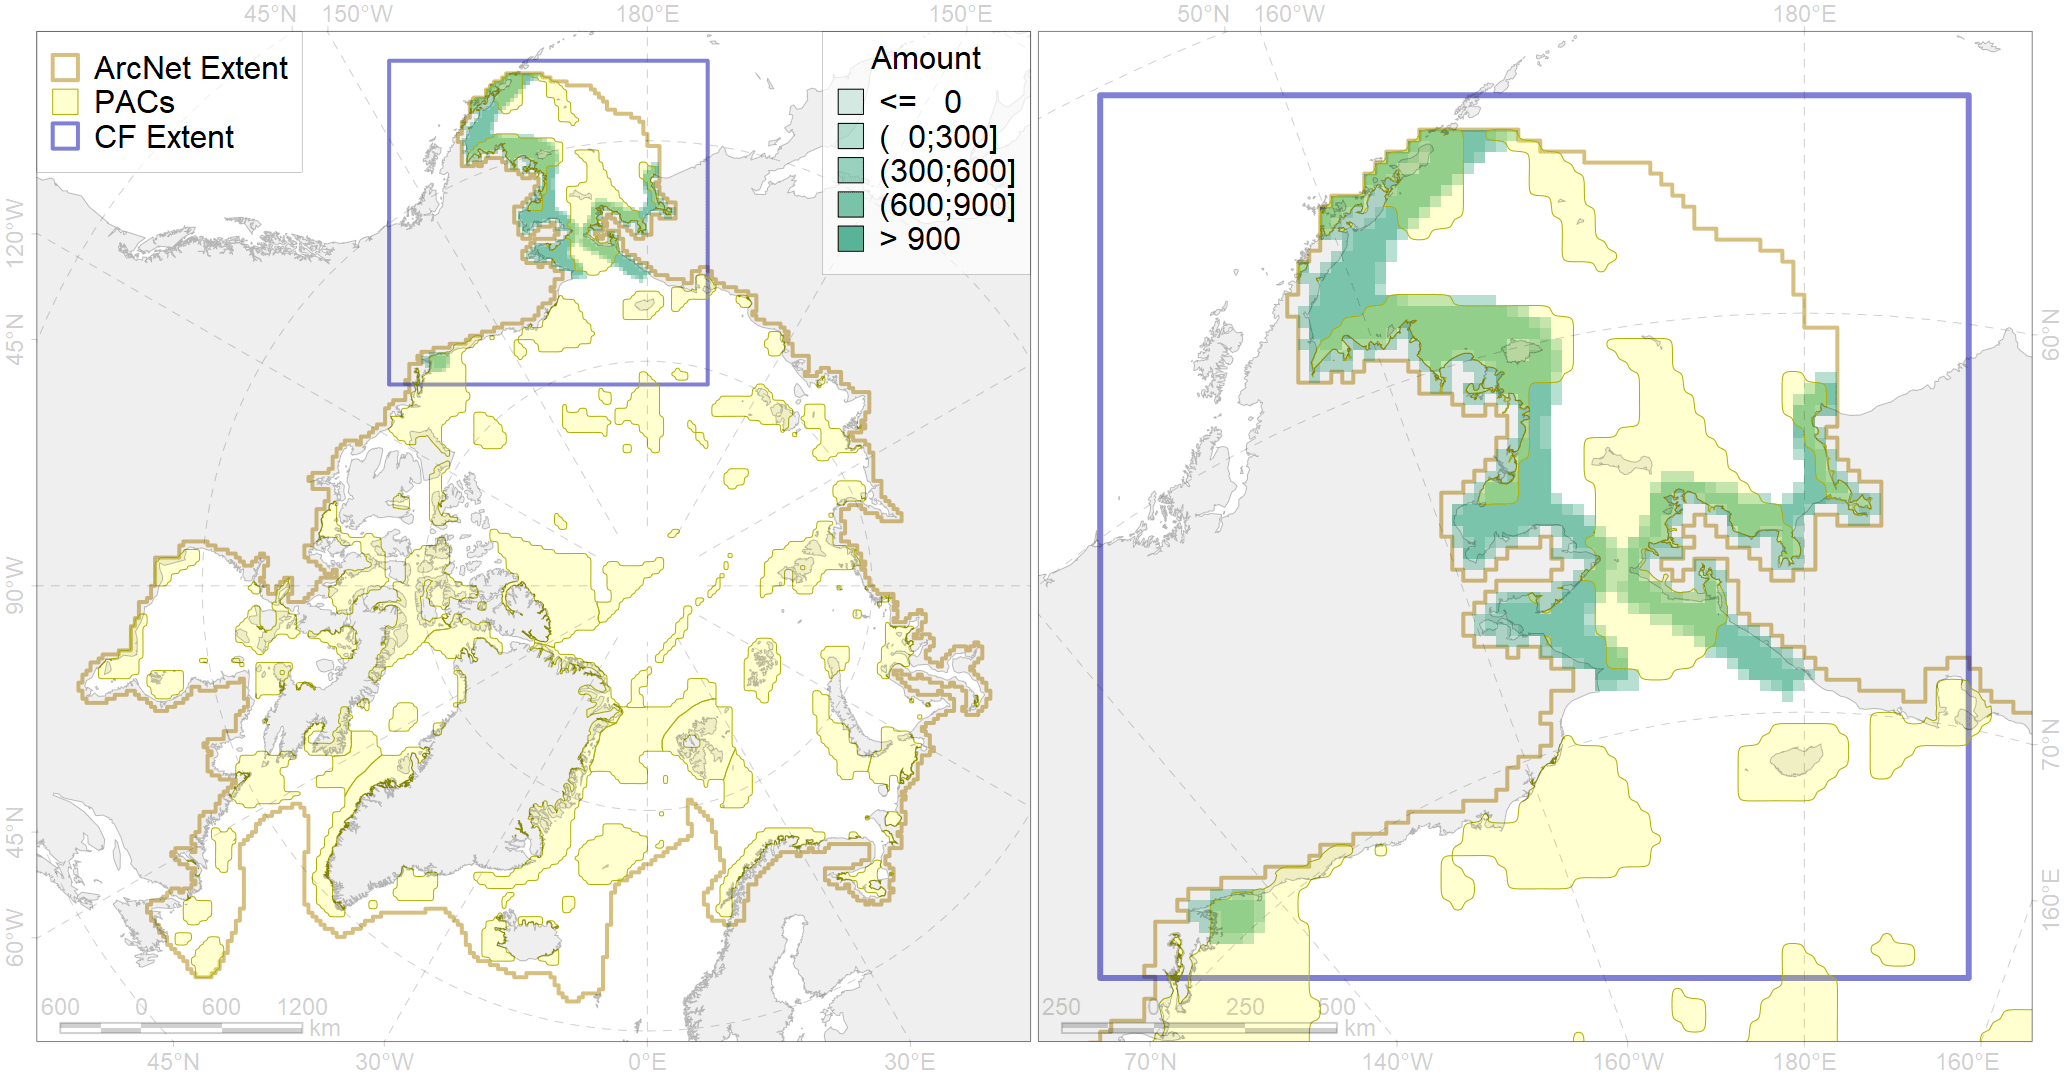 45°N 150°W 180°E 150°E 50°N 160°W 180°E
ArcNet Extent
PACs
CF Extent
Amount
<= 0
( 0;300]
(300;600]
(600;900]
> 900
120°W
45°N
90°W
45°N
60°W
60°N
70°N
160°E
600 0 600 1200
km
250 0 250 500
km
45°N 30°W 0°E 30°E 70°N 140°W 160°W 180°E 160°E